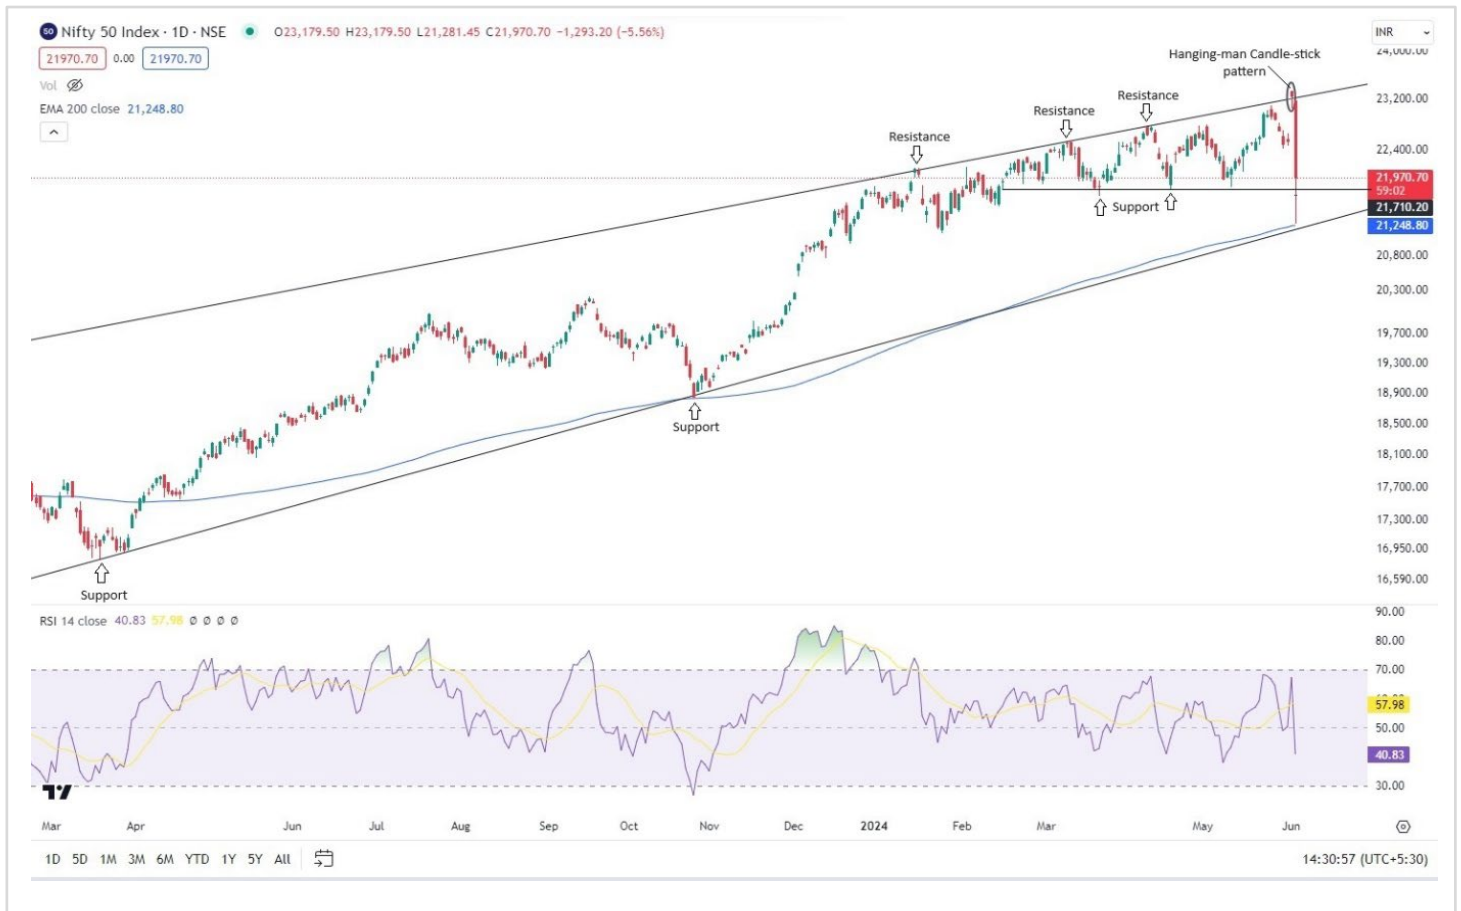 50 Nifty 50 Index · 1D · NSE O23,179.50 H23,179.50 L21,281.45 C21,970.70 −1,293.20 (−5.56%)
INR
21970.70 0.00 21970.70
Vol
EMA 200 close 21,248.80
Hanging-man Candle-stick
pattern
Resistance
Resistance
Resistance
Support
Support
Support
24,000.00
23,200.00
22,400.00
21,970.70
59:02
21,710.20
21,248.80
20,800.00
20,300.00
19,700.00
19,300.00
18,900.00
18,500.00
18,100.00
17,700.00
17,300.00
16,950.00
16,590.00
RSI 14 close 40.83 57.98 Ø Ø Ø Ø
90.00
80.00
70.00
57.98
50.00
40.83
30.00
Mar Apr Jun Jul Aug Sep Oct Nov Dec 2024 Feb Mar May Jun
1D 5D 1M 3M 6M YTD 1Y 5Y All
14:30:57 (UTC+5:30)